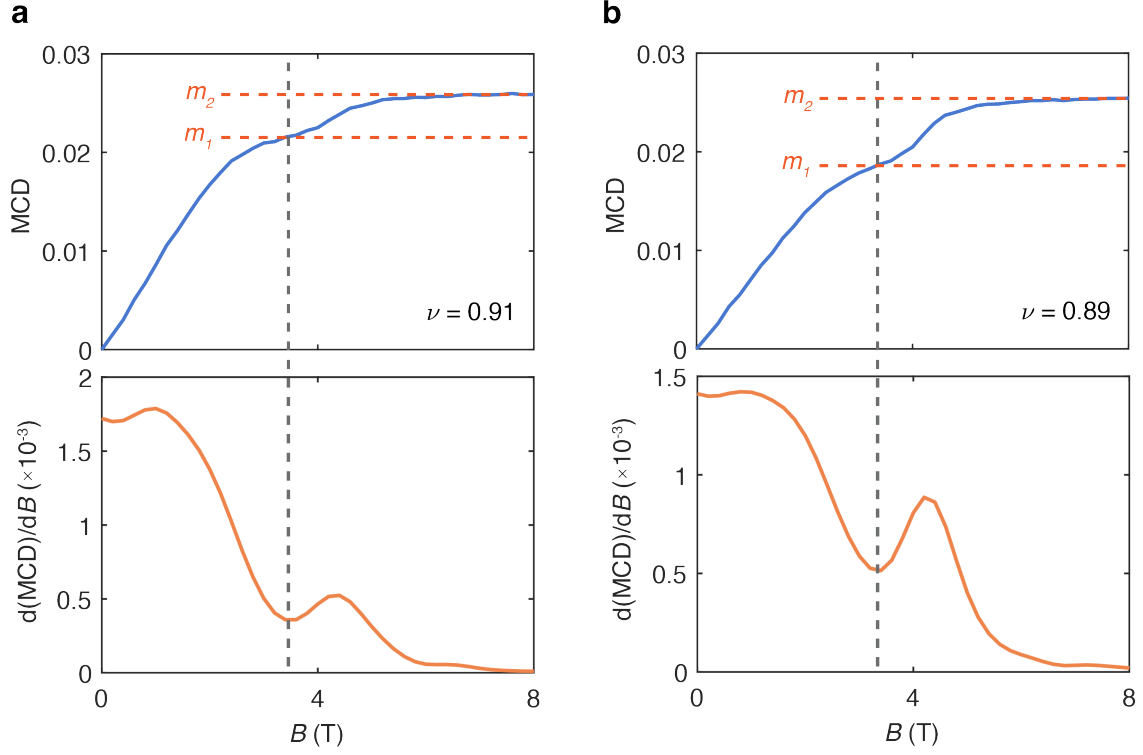 a
0.03
0.02
0.01
0
MCD
m₂
m₁
ν = 0.91
2
1.5
1
0.5
0
d(MCD)/dB (×10⁻³)
0
4
8
B (T)
b
0.03
0.02
0.01
0
MCD
m₂
m₁
ν = 0.89
1.5
1
0.5
0
d(MCD)/dB (×10⁻³)
0
4
8
B (T)